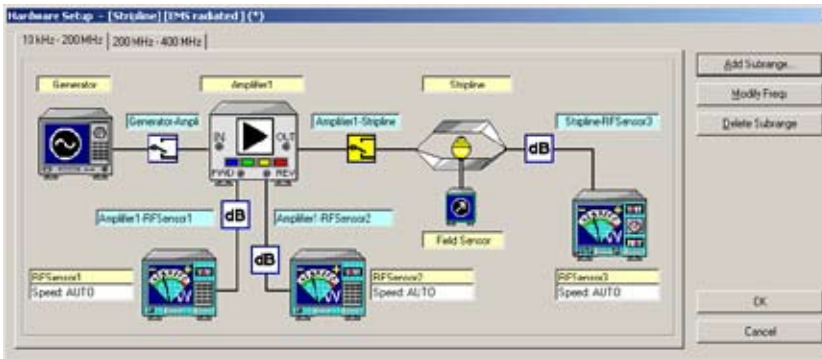 Hardware Setup - [Stripline] [EMS radiated ] (*)
10 kHz - 200 MHz
200 MHz - 400 MHz
Add Subrange...
Modify Freqs
Delete Subrange
Generator
Amplifier1
Stripline
Generator-Ampli
Amplifier1-Stripline
Stripline-RFSensor3
IN
OUT
FWD
REV
dB
Amplifier1-RFSensor1
dB
Amplifier1-RFSensor2
dB
Field Sensor
RFSensor1
Speed: AUTO
RFSensor2
Speed: AUTO
RFSensor3
Speed: AUTO
OK
Cancel